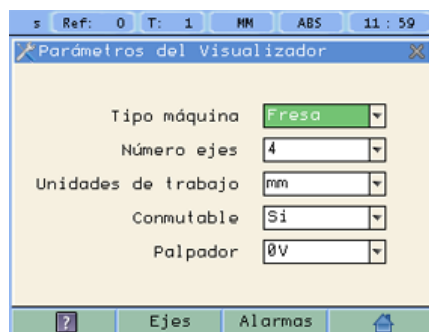 s Ref: 0 T: 1 MM ABS 11 : 59
Parámetros del Visualizador
Tipo máquina Fresa
Número ejes 4
Unidades de trabajo mm
Conmutable Si
Palpador 0V
? Ejes Alarmas